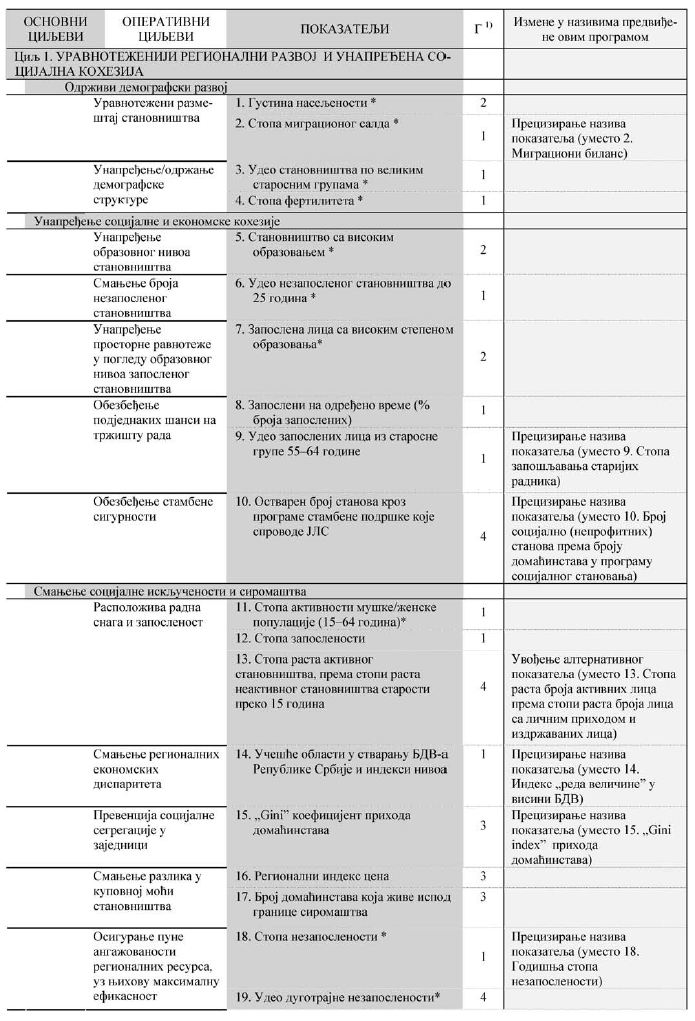 ОСНОВНИ
ЦИЉЕВИ
ОПЕРАТИВНИ
ЦИЉЕВИ
ПОКАЗАТЕЉИ
Г 1)
Измене у називима предвиђе-
не овим програмом
Циљ 1. УРАВНОТЕЖЕНИЈИ РЕГИОНАЛНИ РАЗВОЈ И УНАПРЕЂЕНА СО-
ЦИЈАЛНА КОХЕЗИЈА
Одрживи демографски развој
Уравнотежени разме-
штај становништва
1. Густина насељености *
2
2. Стопа миграционог салда *
1
Прецизирање назива
показатеља (уместо 2.
Миграциони биланс)
Унапређење/одржање
демографске
структуре
3. Удео становништва по великим
старосним групама *
1
4. Стопа фертилитета *
1
Унапређење социјалне и економске кохезије
Унапређење
образовног нивоа
становништва
5. Становништво са високим
образовањем *
2
Смањење броја
незапосленог
становништва
6. Удео незапосленог становништва до
25 година *
1
Унапређење
просторне равнотеже
у погледу образовног
нивоа запосленог
становништва
7. Запослена лица са високим степеном
образовања*
2
Обезбеђење
подједнаких шанси на
тржишту рада
8. Запослени на одређено време (%
броја запослених)
1
9. Удео запослених лица из старосне
групе 55–64 године
1
Прецизирање назива
показатеља (уместо 9. Стопа
запошљавања старијих
радника)
Обезбеђење стамбене
сигурности
10. Остварен број станова кроз
програме стамбене подршке које
спроводе ЈЛС
4
Прецизирање назива
показатеља (уместо 10. Број
социјално (непрофитних)
станова према броју
домаћинстава у програму
социјалног становања)
Смањење социјалне искључености и сиромаштва
Расположива радна
снага и запосленост
11. Стопа активности мушке/женске
популације (15–64 година)*
1
12. Стопа запослености
1
13. Стопа раста активног
становништва, према стопи раста
неактивног становништва старости
преко 15 година
4
Увођење алтернативног
показатеља (уместо 13. Стопа
раста броја активних лица
према стопи раста броја лица
са личним приходом и
издржаваних лица)
Смањење регионалних
економских
диспаритета
14. Учешће области у стварању БДВ-а
Републике Србије и индекси нивоа
1
Прецизирање назива
показатеља (уместо 14.
Индекс „реда величине” у
висини БДВ)
Превенција социјалне
сегрегације у
заједници
15. „Gini” коефицијент прихода
домаћинстава
3
Прецизирање назива
показатеља (уместо 15. „Gini
index” прихода
домаћинстава)
Смањење разлика у
куповној моћи
становништва
16. Регионални индекс цена
3
17. Број домаћинстава која живе испод
границе сиромаштва
3
Осигурање пуне
ангажованости
регионалних ресурса,
уз њихову максималну
ефикасност
18. Стопа незапослености *
1
Прецизирање назива
показатеља (уместо 18.
Годишња стопа
незапослености)
19. Удео дуготрајне незапослености*
4